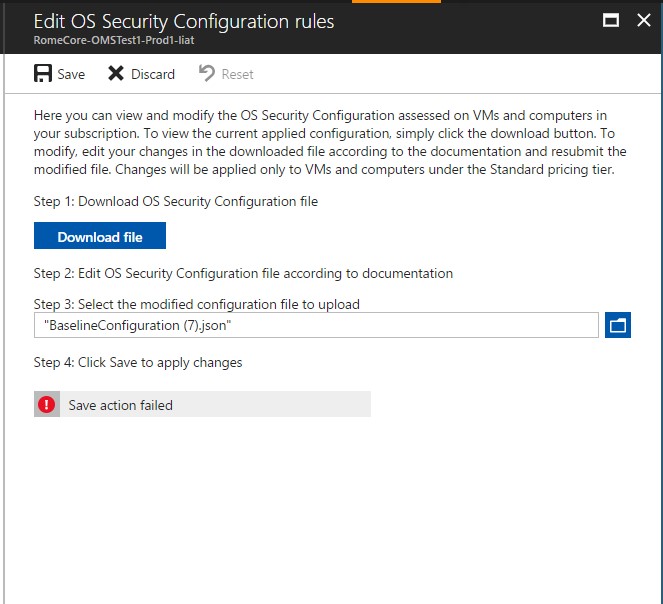 Edit OS Security Configuration rules
RomeCore-OMSTest1-Prod1-liat
Save Discard Reset
Here you can view and modify the OS Security Configuration assessed on VMs and computers in
your subscription. To view the current applied configuration, simply click the download button. To
modify, edit your changes in the downloaded file according to the documentation and resubmit the
modified file. Changes will be applied only to VMs and computers under the Standard pricing tier.
Step 1: Download OS Security Configuration file
Download file
Step 2: Edit OS Security Configuration file according to documentation
Step 3: Select the modified configuration file to upload
"BaselineConfiguration (7).json"
Step 4: Click Save to apply changes
Save action failed